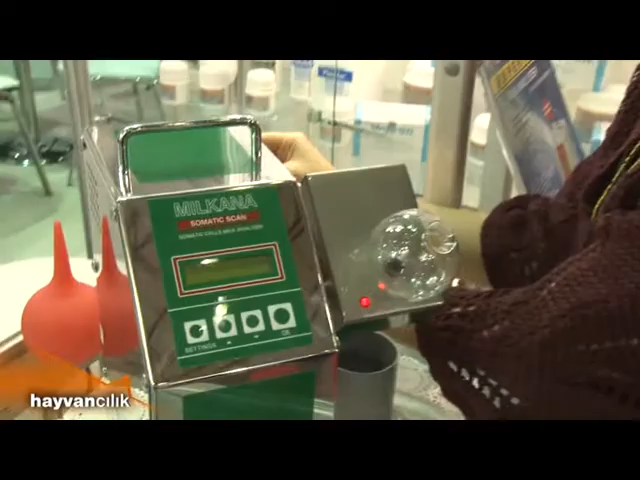 MILKANA
SOMATIC SCAN
SOMATIC CELLS MILK ANALYZER
SETTINGS
OK
hayvancılık